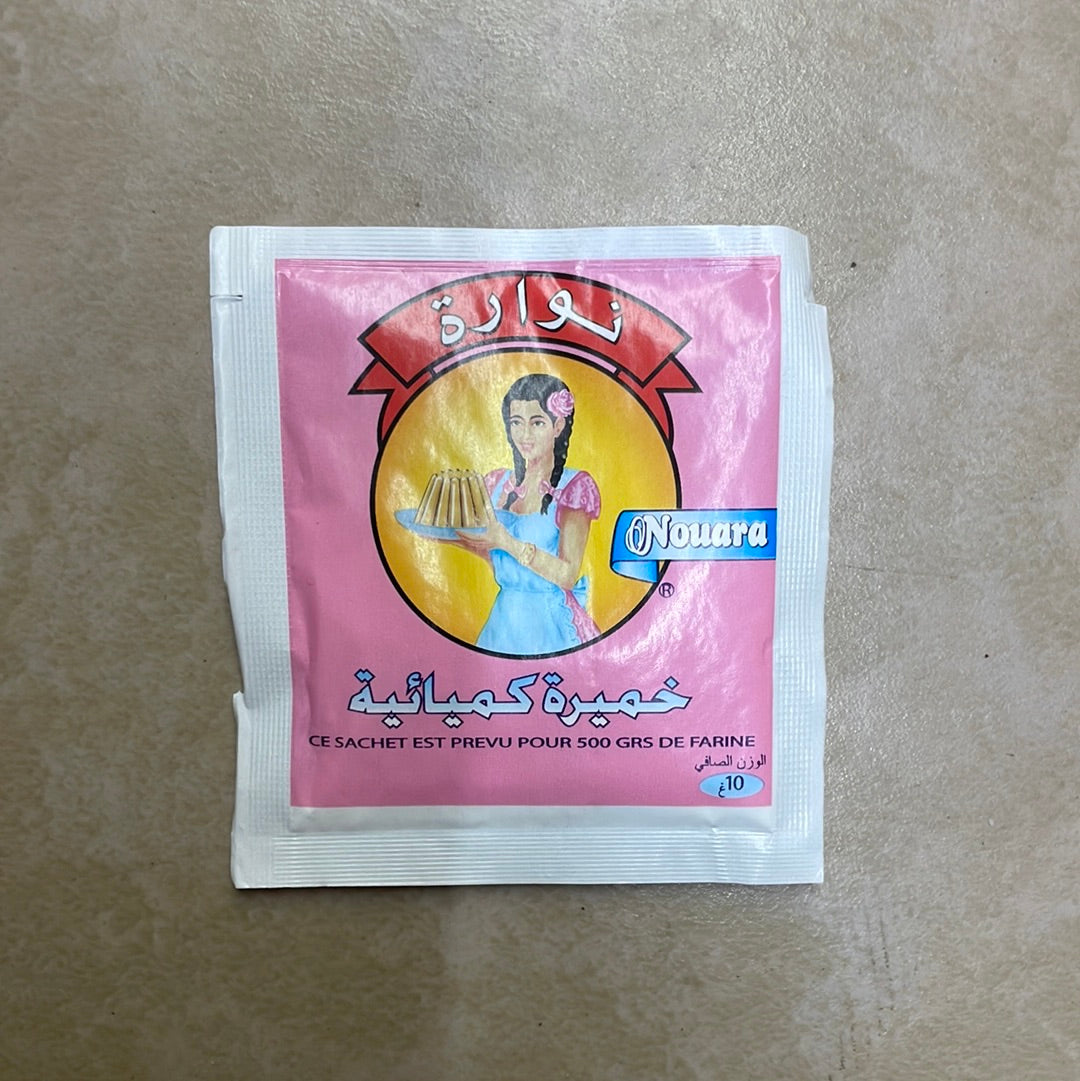 نوارة
Nouara
®
خميرة كميائية
CE SACHET EST PREVU POUR 500 GRS DE FARINE
الوزن الصافي
10غ